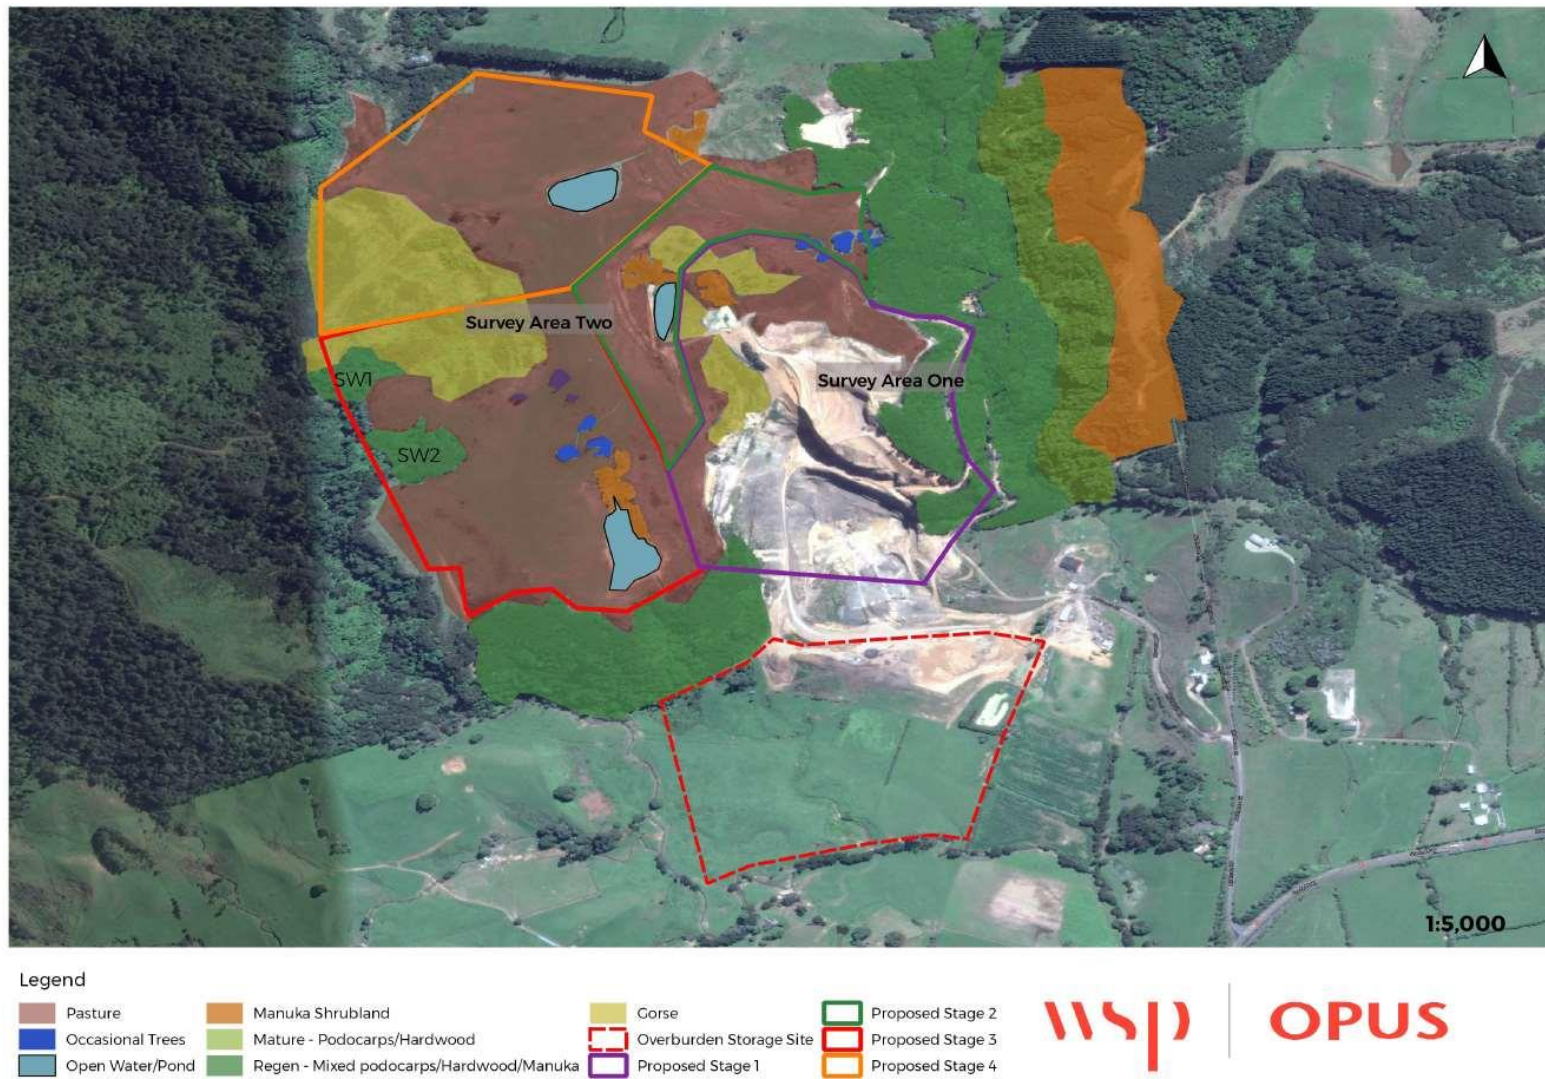 Survey Area Two
SW1
Survey Area One
SW2
1:5,000
Legend
Pasture
Manuka Shrubland
Gorse
Proposed Stage 2
Occasional Trees
Mature - Podocarps/Hardwood
Overburden Storage Site
Proposed Stage 3
Open Water/Pond
Regen - Mixed podocarps/Hardwood/Manuka
Proposed Stage 1
Proposed Stage 4
wsp
OPUS